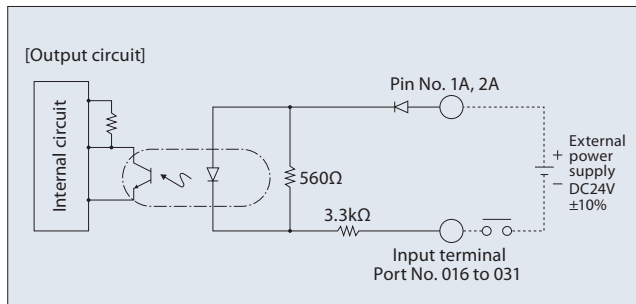 [Output circuit]
Internal circuit
Pin No. 1A, 2A
560Ω
3.3kΩ
Input terminal
Port No. 016 to 031
+ External
power
supply
− DC24V
±10%